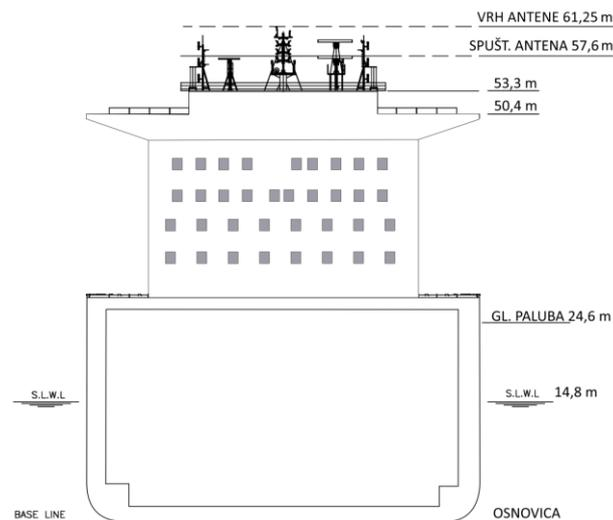 VRH ANTENE 61,25 m
SPUŠT. ANTENA 57,6 m
53,3 m
50,4 m
GL. PALUBA 24,6 m
S.L.W.L
S.L.W.L 14,8 m
BASE LINE
OSNOVICA